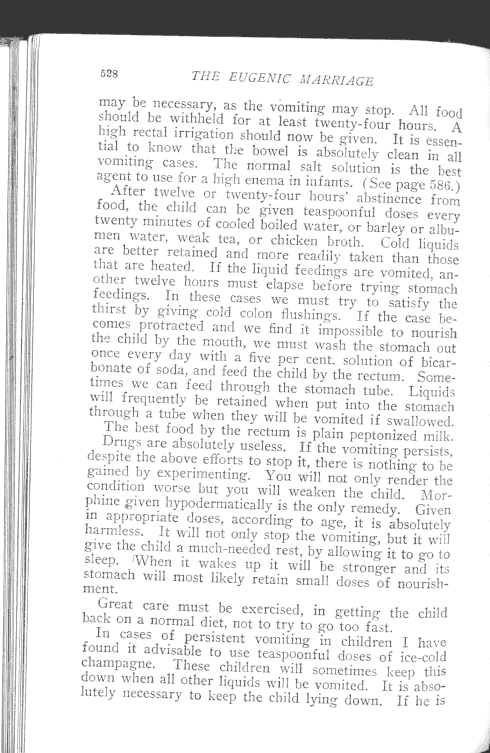 528
THE EUGENIC MARRIAGE
may be necessary, as the vomiting may stop. All food
should be withheld for at least twenty-four hours. A
high rectal irrigation should now be given. It is essen-
tial to know that the bowel is absolutely clean in all
vomiting cases. The normal salt solution is the best
agent to use for a high enema in infants. (See page 586.)
After twelve or twenty-four hours' abstinence from
food, the child can be given teaspoonful doses every
twenty minutes of cooled boiled water, or barley or albu-
men water, weak tea, or chicken broth. Cold liquids
are better retained and more readily taken than those
that are heated. If the liquid feedings are vomited, an-
other twelve hours must elapse before trying stomach
feedings. In these cases we must try to satisfy the
thirst by giving cold colon flushings. If the case be-
comes protracted and we find it impossible to nourish
the child by the mouth, we must wash the stomach out
once every day with a five per cent. solution of bicar-
bonate of soda, and feed the child by the rectum. Some-
times we can feed through the stomach tube. Liquids
will frequently be retained when put into the stomach
through a tube when they will be vomited if swallowed.
The best food by the rectum is plain peptonized milk.
Drugs are absolutely useless. If the vomiting persists,
despite the above efforts to stop it, there is nothing to be
gained by experimenting. You will not only render the
condition worse but you will weaken the child. Mor-
phine given hypodermatically is the only remedy. Given
in appropriate doses, according to age, it is absolutely
harmless. It will not only stop the vomiting, but it will
give the child a much-needed rest, by allowing it to go to
sleep. When it wakes up it will be stronger and its
stomach will most likely retain small doses of nourish-
ment.
Great care must be exercised, in getting the child
back on a normal diet, not to try to go too fast.
In cases of persistent vomiting in children I have
found it advisable to use teaspoonful doses of ice-cold
champagne. These children will sometimes keep this
down when all other liquids will be vomited. It is abso-
lutely necessary to keep the child lying down. If he is